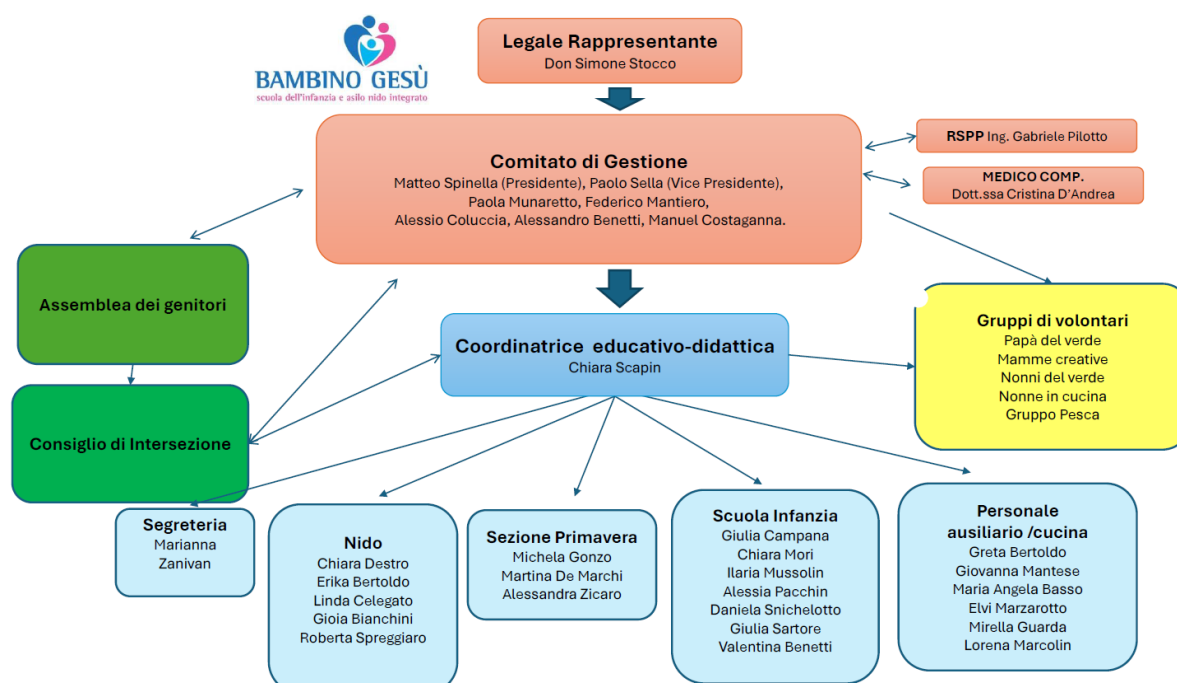 Legale Rappresentante
Don Simone Stocco
BAMBINO GESÙ
scuola dell'infanzia e asilo nido integrato
Comitato di Gestione
Matteo Spinella (Presidente), Paolo Sella (Vice Presidente),
Paola Munaretto, Federico Mantiero,
Alessio Coluccia, Alessandro Benetti, Manuel Costaganna.
RSPP Ing. Gabriele Pilotto
MEDICO COMP.
Dott.ssa Cristina D'Andrea
Assemblea dei genitori
Consiglio di Intersezione
Coordinatrice educativo-didattica
Chiara Scapin
Gruppi di volontari
Papà del verde
Mamme creative
Nonni del verde
Nonne in cucina
Gruppo Pesca
Segreteria
Marianna
Zanivan
Nido
Chiara Destro
Erika Bertoldo
Linda Celegato
Gioia Bianchini
Roberta Spreggiaro
Sezione Primavera
Michela Gonzo
Martina De Marchi
Alessandra Zicaro
Scuola Infanzia
Giulia Campana
Chiara Mori
Ilaria Mussolin
Alessia Pacchin
Daniela Snichelotto
Giulia Sartore
Valentina Benetti
Personale
ausiliario /cucina
Greta Bertoldo
Giovanna Mantese
Maria Angela Basso
Elvi Marzarotto
Mirella Guarda
Lorena Marcolin